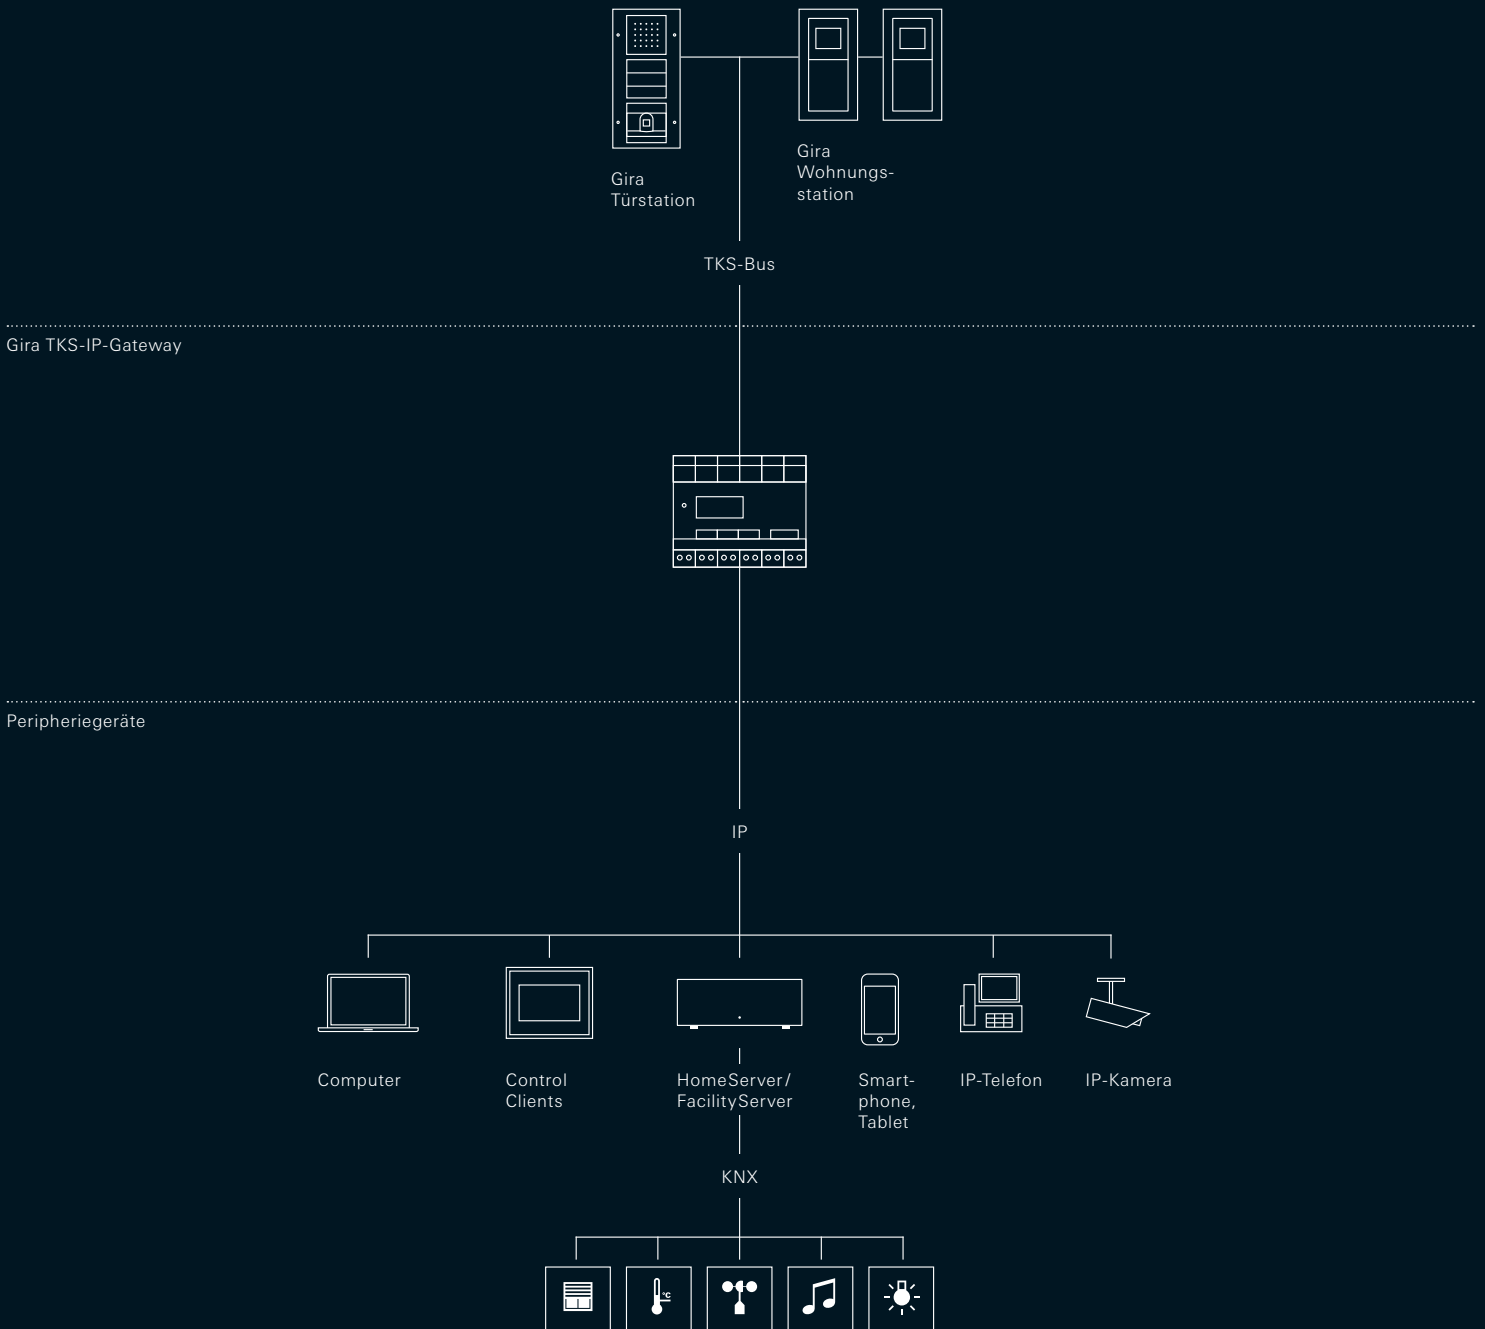 Gira
Türstation
Gira
Wohnungs-
station
TKS-Bus
Gira TKS-IP-Gateway
Peripheriegeräte
IP
Computer
Control
Clients
HomeServer/
FacilityServer
Smart-
phone,
Tablet
IP-Telefon
IP-Kamera
KNX
°C